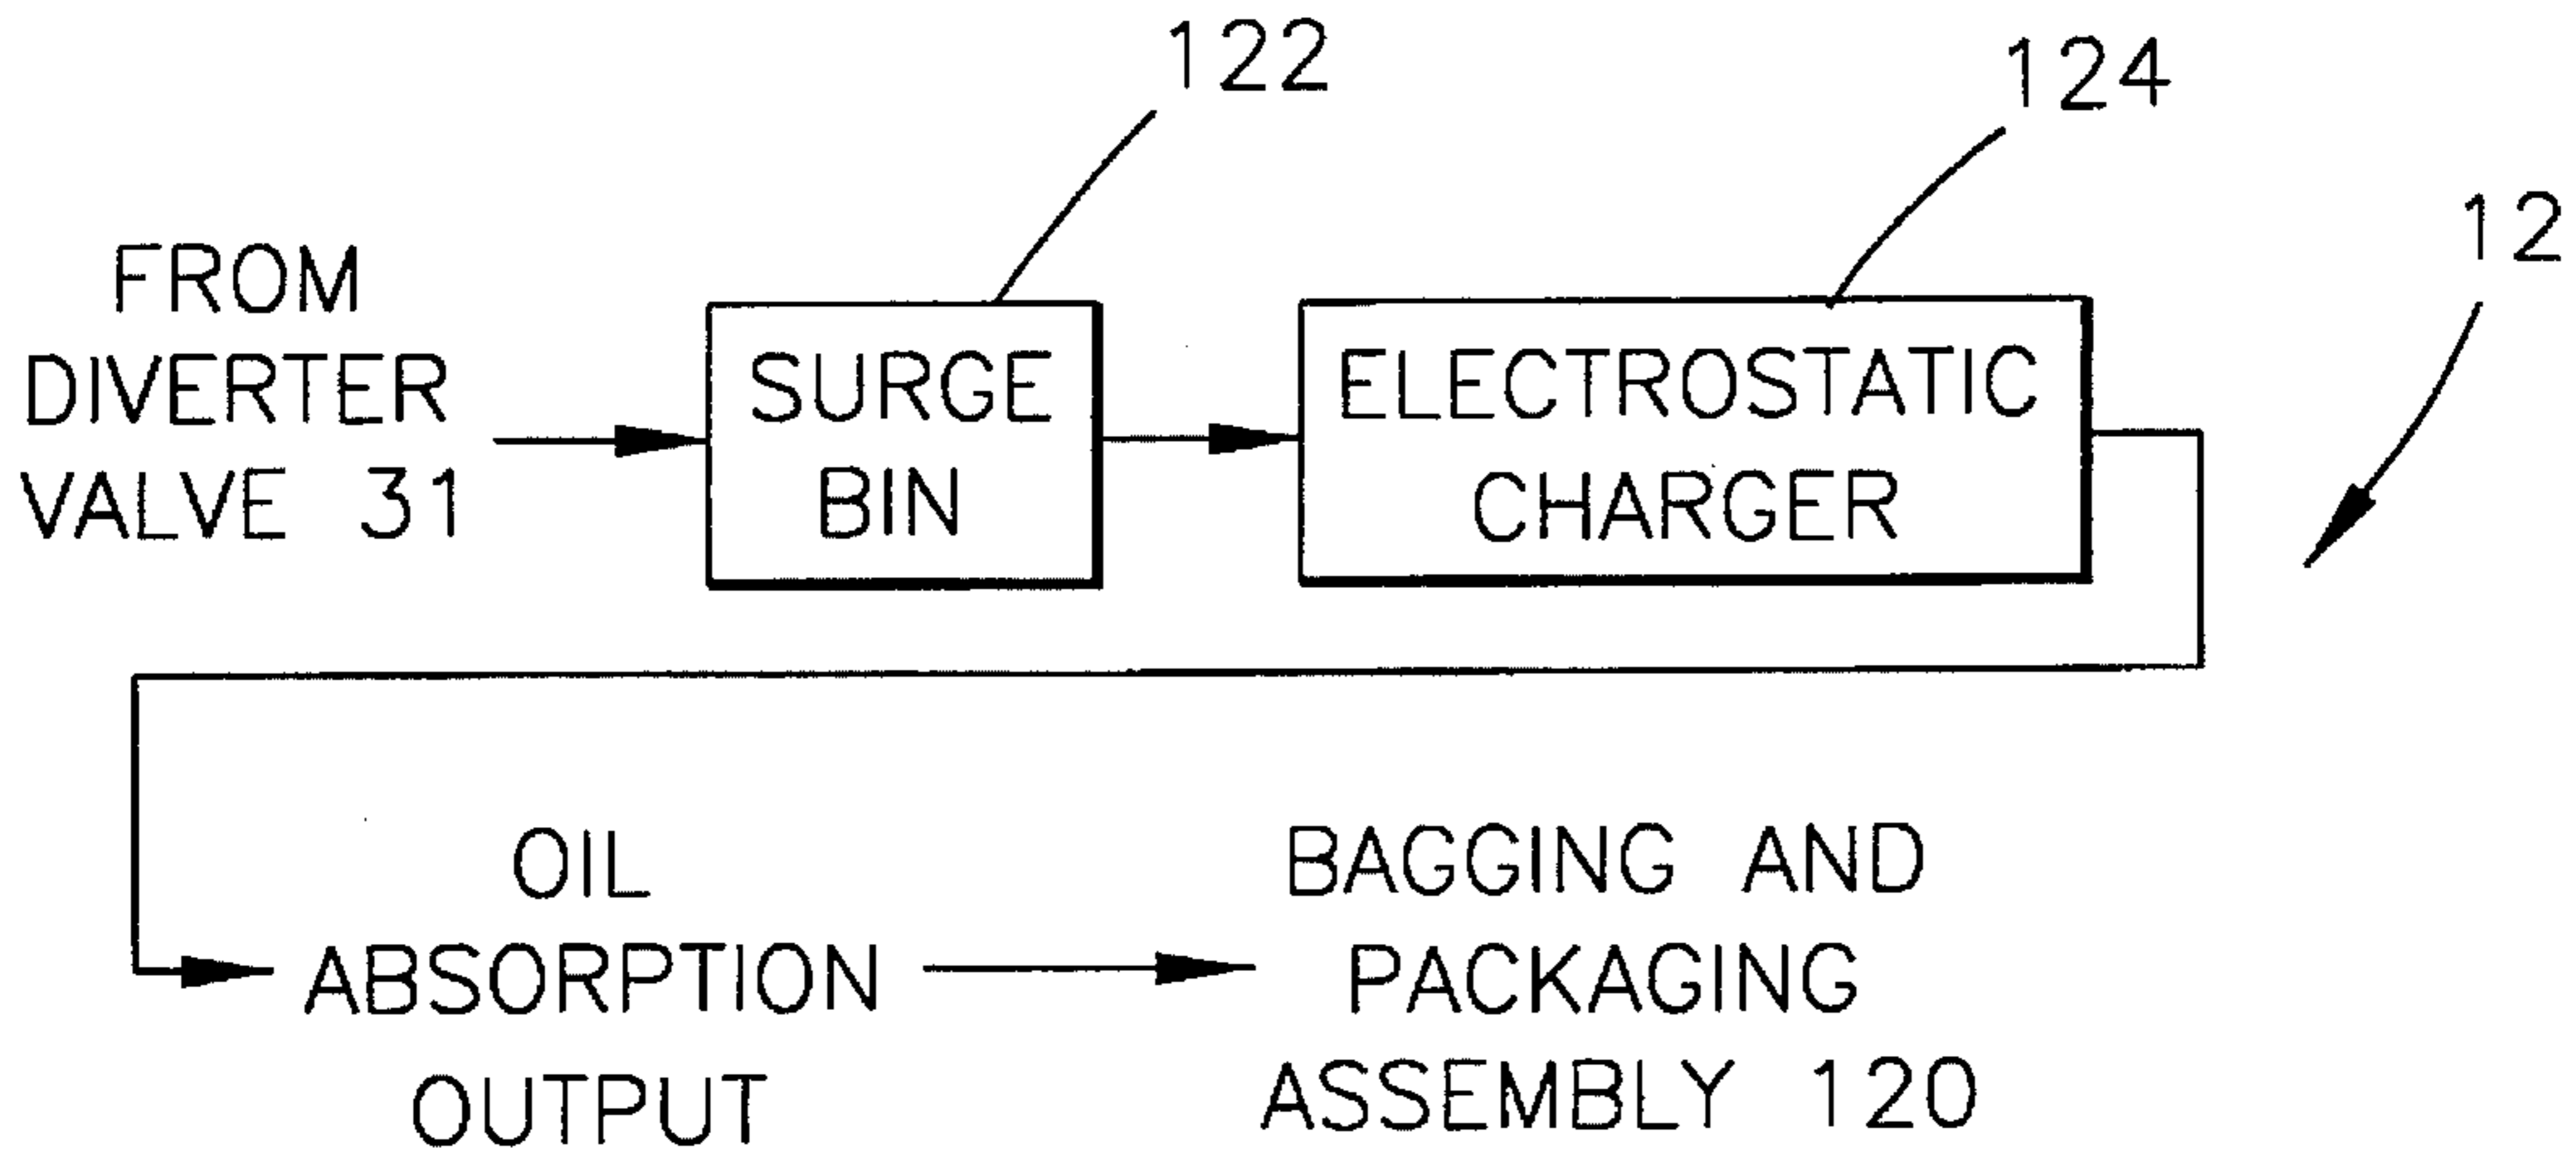 122
124
12
FROM
DIVERTER
VALVE 31
SURGE
BIN
ELECTROSTATIC
CHARGER
OIL
ABSORPTION
OUTPUT
BAGGING AND
PACKAGING
ASSEMBLY 120